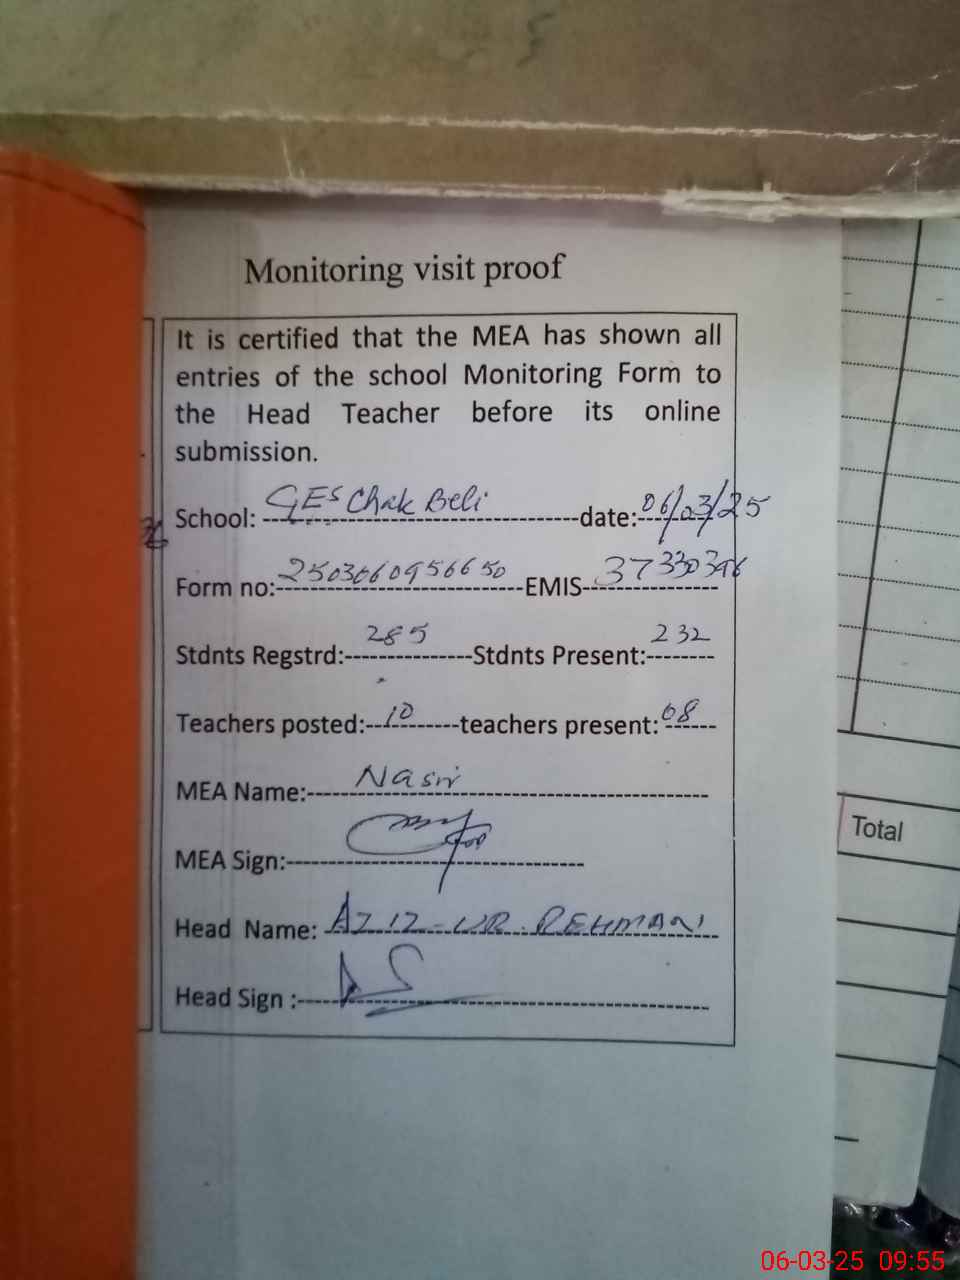 Monitoring visit proof
It is certified that the MEA has shown all
entries of the school Monitoring Form to
the Head Teacher before its online
submission.
School: GES Chak Beli date: 06/03/25
Form no: 2503060956650 EMIS 37330396
Stdnts Regstrd: 285 Stdnts Present: 232
Teachers posted: 10 teachers present: 08
MEA Name: Nasir
MEA Sign:
Head Name: AZIZ-UR-REHMAN
Head Sign :
Total
06-03-25 09:55